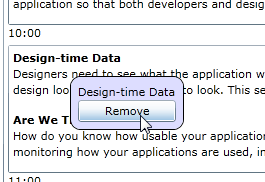 application so that both developers and desig
10:00
Design-time Data
Designers need to see what the application w
design loo to look. This se
Design-time Data
Remove
Are We T
How do you know how usable your application
monitoring how your applications are used, in
11:00